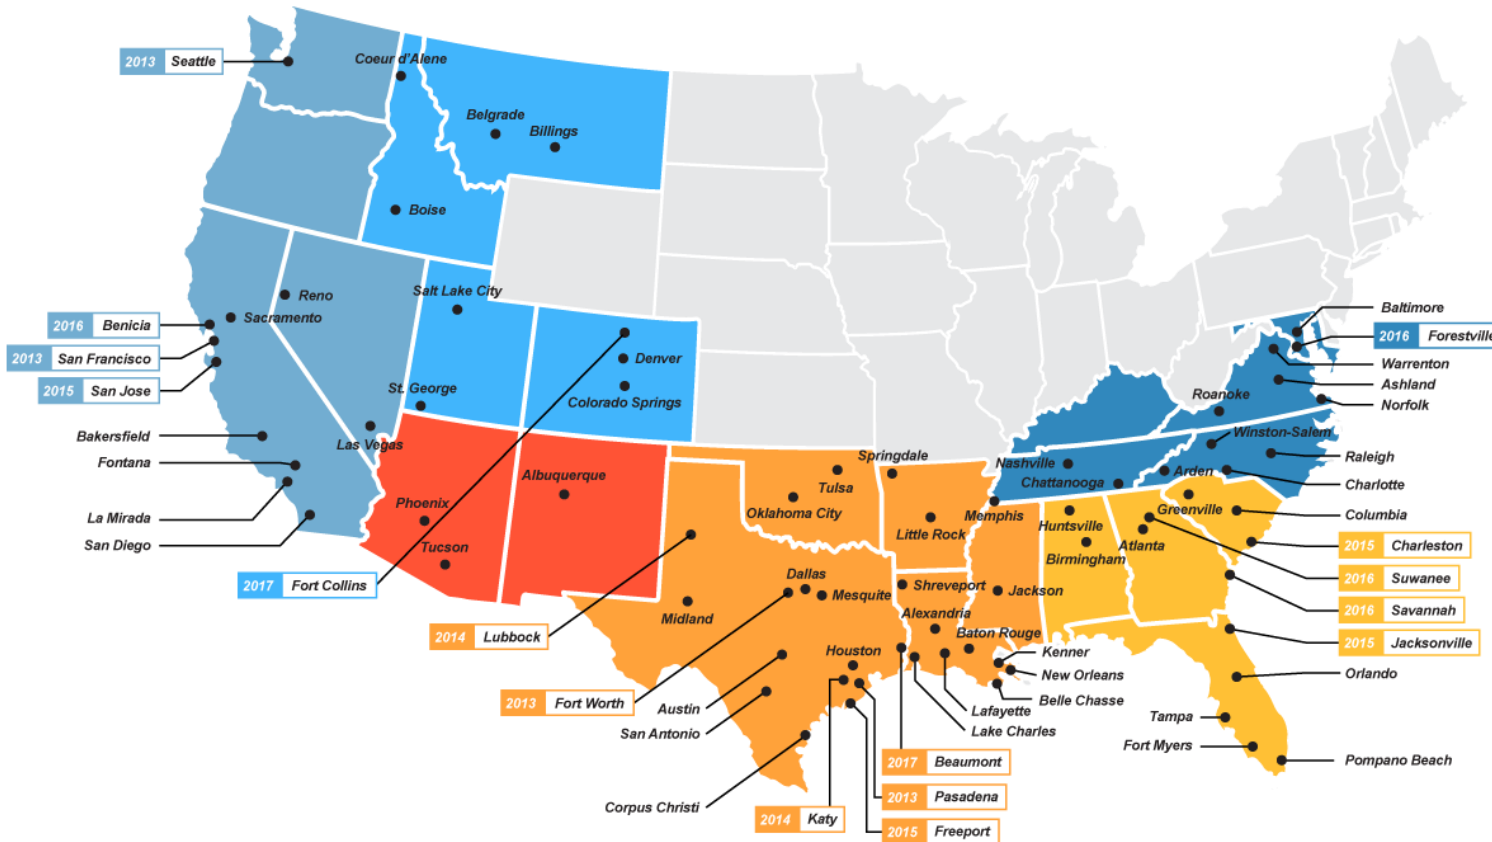 2013 Seattle
Coeur d'Alene
Belgrade
Billings
Boise
Salt Lake City
Reno
Sacramento
2016 Benicia
2013 San Francisco
2015 San Jose
Denver
Colorado Springs
St. George
Las Vegas
Bakersfield
Fontana
La Mirada
San Diego
Phoenix
Tucson
Albuquerque
2017 Fort Collins
2014 Lubbock
2013 Fort Worth
Springdale
Tulsa
Oklahoma City
Little Rock
Memphis
Dallas
Mesquite
Midland
Shreveport
Alexandria
Jackson
Baton Rouge
Houston
Austin
San Antonio
Corpus Christi
Kenner
New Orleans
Belle Chasse
Lafayette
Lake Charles
2017 Beaumont
2013 Pasadena
2014 Katy
2015 Freeport
Baltimore
2016 Forestville
Warrenton
Ashland
Norfolk
Roanoke
Winston-Salem
Raleigh
Nashville
Chattanooga
Arden
Charlotte
Greenville
Columbia
Huntsville
Birmingham
Atlanta
2015 Charleston
2016 Suwanee
2016 Savannah
2015 Jacksonville
Orlando
Tampa
Fort Myers
Pompano Beach